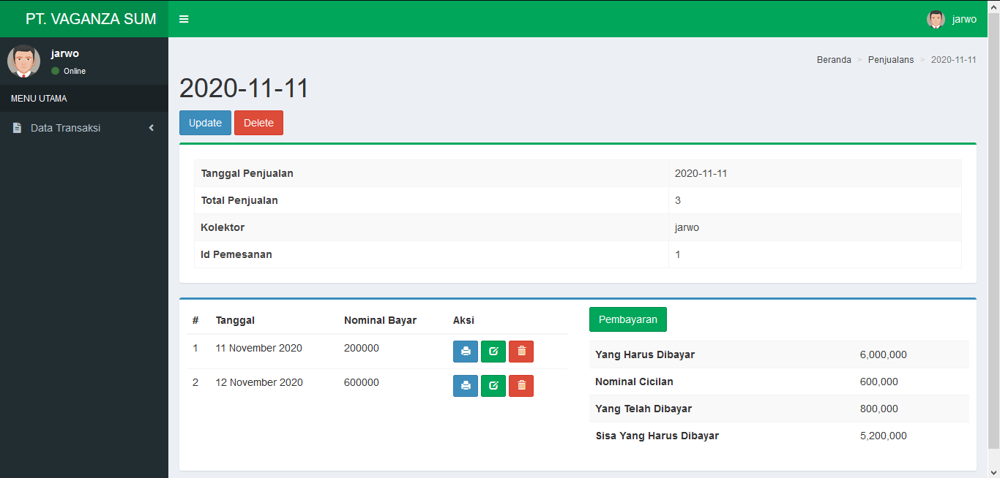 PT. VAGANZA SUM
jarwo
jarwo
Online
MENU UTAMA
Data Transaksi
Beranda > Penjualans > 2020-11-11
2020-11-11
Update Delete
Tanggal Penjualan 2020-11-11
Total Penjualan 3
Kolektor jarwo
Id Pemesanan 1
# Tanggal Nominal Bayar Aksi
1 11 November 2020 200000
2 12 November 2020 600000
Pembayaran
Yang Harus Dibayar 6,000,000
Nominal Cicilan 600,000
Yang Telah Dibayar 800,000
Sisa Yang Harus Dibayar 5,200,000